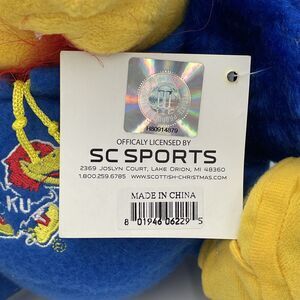 H80914879
OFFICALY LICENSED BY
SC SPORTS
2369 JOSLYN COURT, LAKE ORION, MI 48360
1.800.259.6785 WWW.SCOTTISH-CHRISTMAS.COM
MADE IN CHINA
8 01946 06229 5
KU